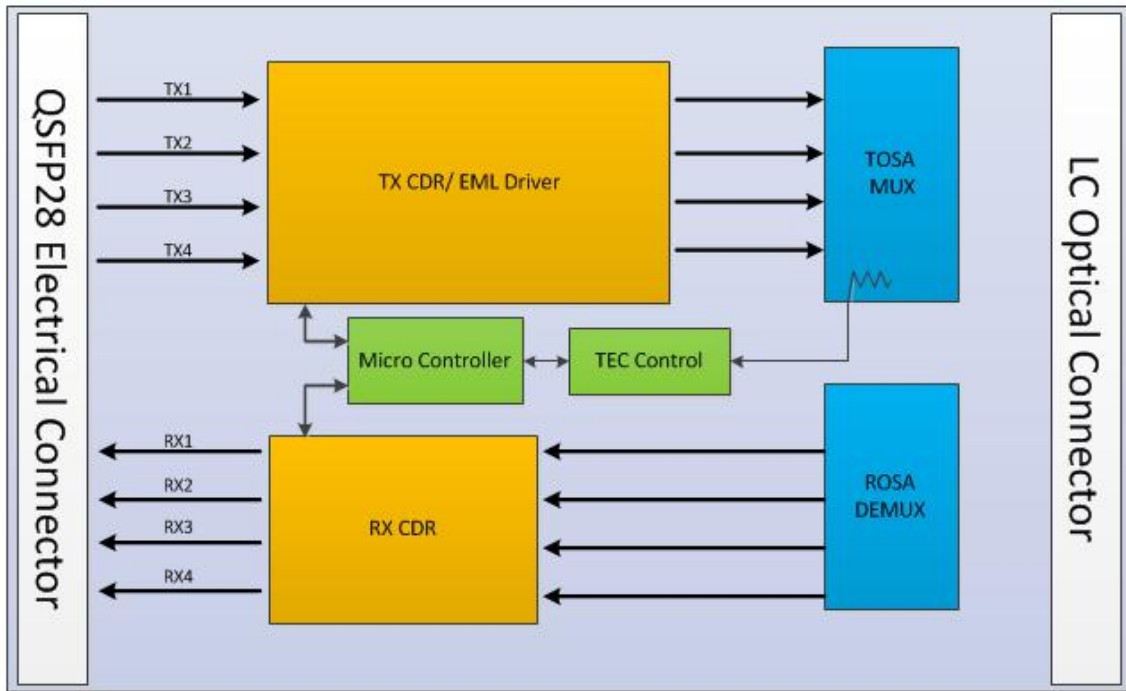 QSFP28 Electrical Connector
TX1
TX2
TX3
TX4
TX CDR/ EML Driver
TOSA
MUX
Micro Controller
TEC Control
RX1
RX2
RX3
RX4
RX CDR
ROSA
DEMUX
LC Optical Connector